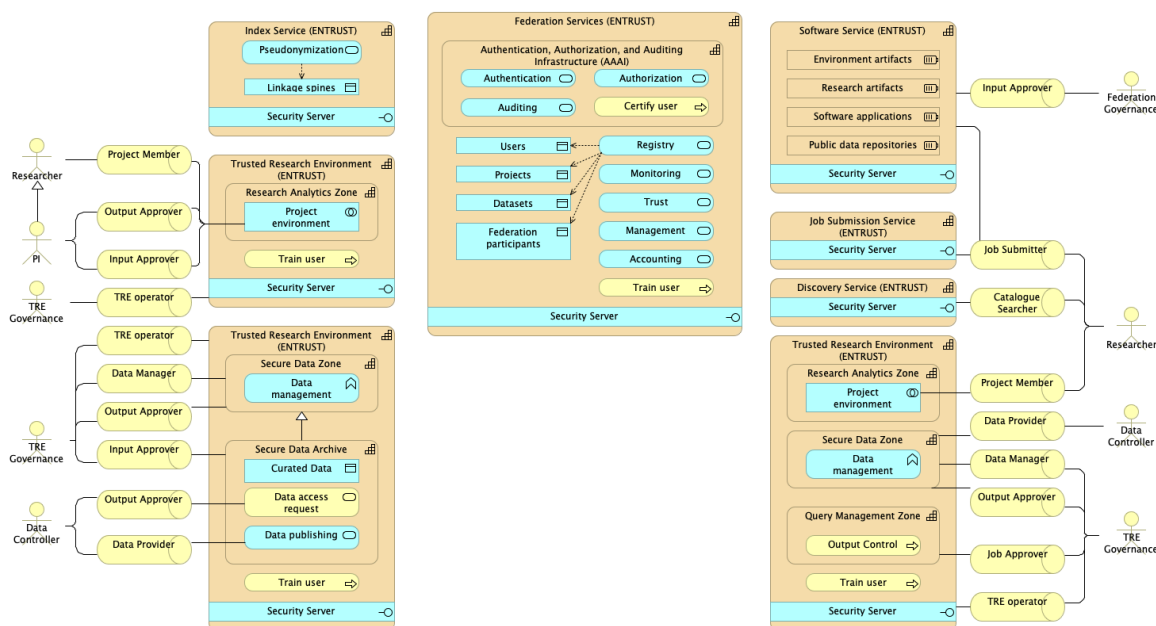 Index Service (ENTRUST)
Pseudonymization
Linkage spines
Security Server
Researcher
Project Member
Output Approver
PI
Input Approver
TRE
Governance
TRE operator
Trusted Research Environment
(ENTRUST)
Research Analytics Zone
Project
environment
Train user
Security Server
TRE operator
Data Manager
Output Approver
TRE
Governance
Input Approver
Output Approver
Data
Controller
Data Provider
Trusted Research Environment
(ENTRUST)
Secure Data Zone
Data
management
Secure Data Archive
Curated Data
Data access
request
Data publishing
Train user
Security Server
Federation Services (ENTRUST)
Authentication, Authorization, and Auditing
Infrastructure (AAAI)
Authentication
Authorization
Auditing
Certify user
Users
Registry
Projects
Monitoring
Datasets
Trust
Federation
participants
Management
Accounting
Train user
Security Server
Software Service (ENTRUST)
Environment artifacts
Research artifacts
Software applications
Public data repositories
Security Server
Input Approver
Federation
Governance
Job Submission Service
(ENTRUST)
Security Server
Job Submitter
Discovery Service (ENTRUST)
Security Server
Catalogue
Searcher
Researcher
Trusted Research Environment
(ENTRUST)
Research Analytics Zone
Project
environment
Project Member
Secure Data Zone
Data
management
Data Provider
Data
Controller
Data Manager
Output Approver
Query Management Zone
Output Control
Job Approver
TRE
Governance
Train user
TRE operator
Security Server